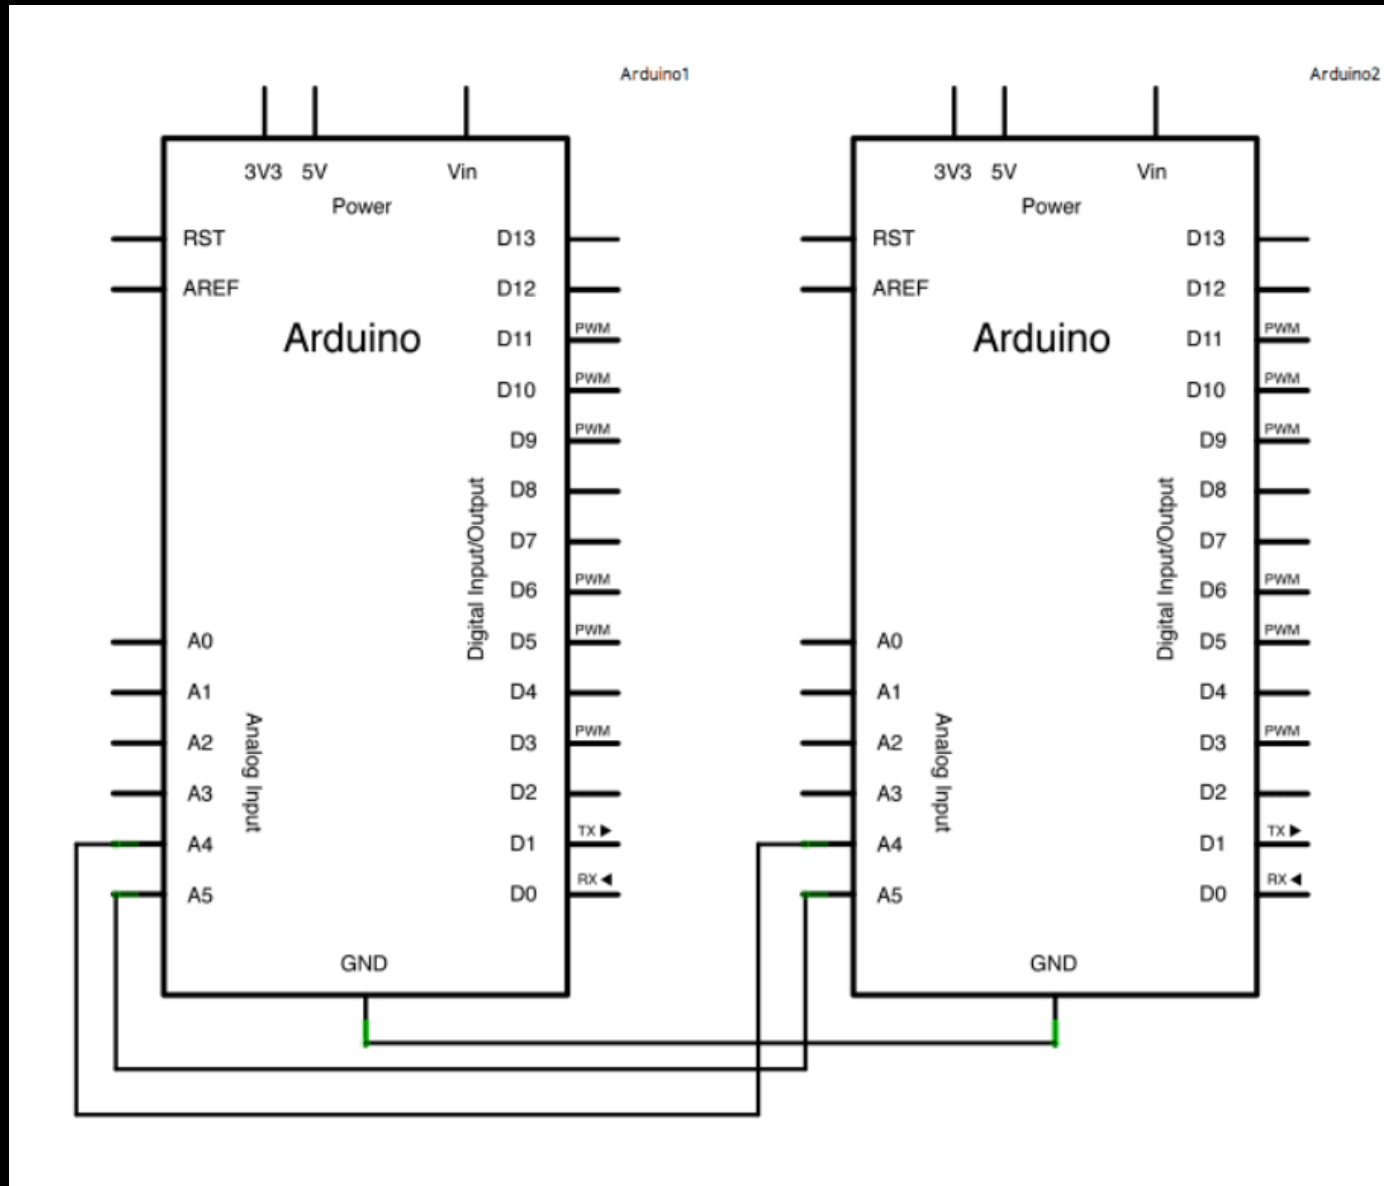 Arduino1
3V3 5V Vin
Power
RST D13
AREF D12
Arduino
D11 PWM
D10 PWM
D9 PWM
D8
D7
D6 PWM
Digital Input/Output
A0 D5 PWM
A1 D4
A2 D3 PWM
Analog Input
A3 D2
A4 D1 TX ▶
A5 D0 RX ◀
GND
Arduino2
3V3 5V Vin
Power
RST D13
AREF D12
Arduino
D11 PWM
D10 PWM
D9 PWM
D8
D7
D6 PWM
Digital Input/Output
A0 D5 PWM
A1 D4
A2 D3 PWM
Analog Input
A3 D2
A4 D1 TX ▶
A5 D0 RX ◀
GND